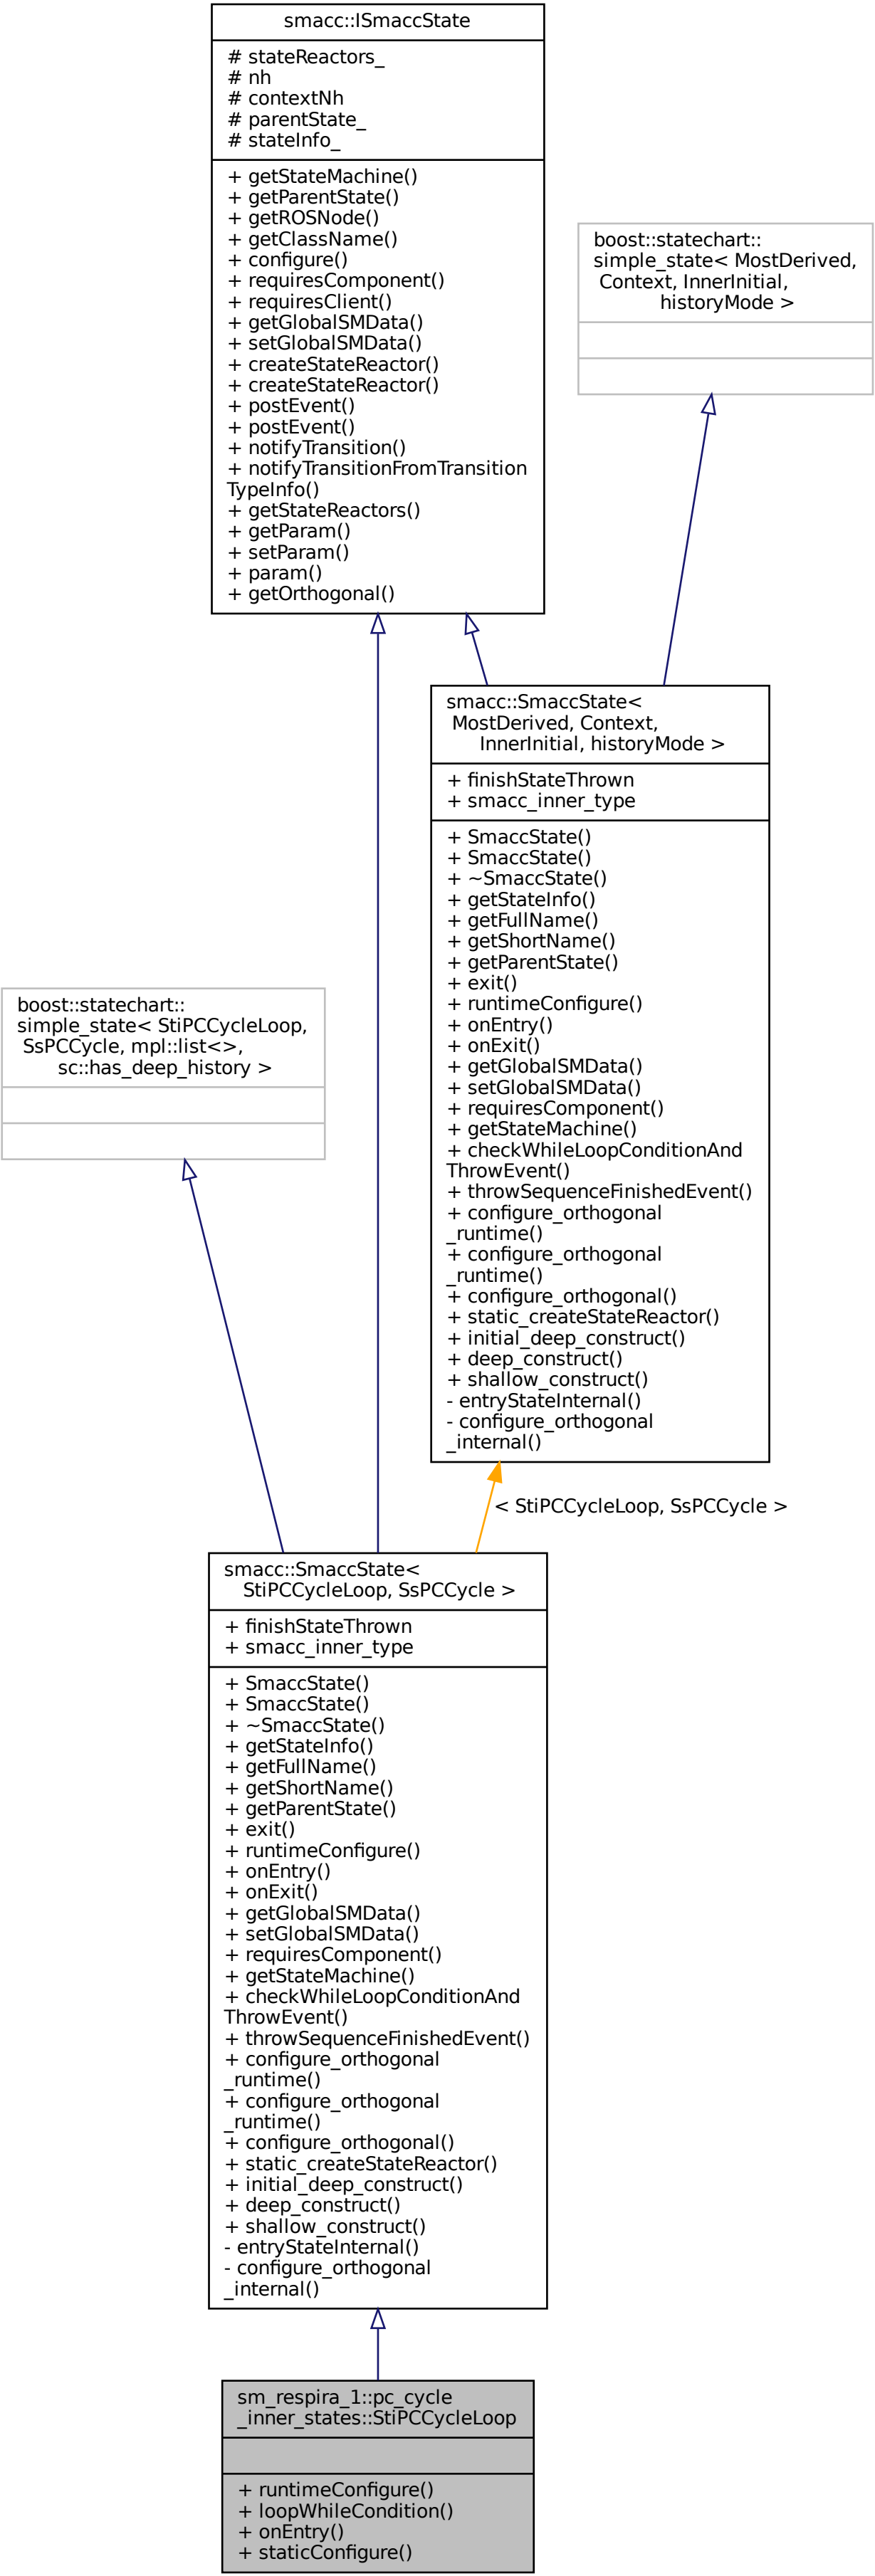 smacc::ISmaccState
# stateReactors_
# nh
# contextNh
# parentState_
# stateInfo_
+ getStateMachine()
+ getParentState()
+ getROSNode()
+ getClassName()
+ configure()
+ requiresComponent()
+ requiresClient()
+ getGlobalSMData()
+ setGlobalSMData()
+ createStateReactor()
+ createStateReactor()
+ postEvent()
+ postEvent()
+ notifyTransition()
+ notifyTransitionFromTransition
TypeInfo()
+ getStateReactors()
+ getParam()
+ setParam()
+ param()
+ getOrthogonal()
boost::statechart::
simple_state< MostDerived,
Context, InnerInitial,
historyMode >
smacc::SmaccState<
MostDerived, Context,
InnerInitial, historyMode >
+ finishStateThrown
+ smacc_inner_type
+ SmaccState()
+ SmaccState()
+ ~SmaccState()
+ getStateInfo()
+ getFullName()
+ getShortName()
+ getParentState()
+ exit()
+ runtimeConfigure()
+ onEntry()
+ onExit()
+ getGlobalSMData()
+ setGlobalSMData()
+ requiresComponent()
+ getStateMachine()
+ checkWhileLoopConditionAnd
ThrowEvent()
+ throwSequenceFinishedEvent()
+ configure_orthogonal
_runtime()
+ configure_orthogonal
_runtime()
+ configure_orthogonal()
+ static_createStateReactor()
+ initial_deep_construct()
+ deep_construct()
+ shallow_construct()
- entryStateInternal()
- configure_orthogonal
_internal()
boost::statechart::
simple_state< StiPCCycleLoop,
SsPCCycle, mpl::list<>,
sc::has_deep_history >
< StiPCCycleLoop, SsPCCycle >
smacc::SmaccState<
StiPCCycleLoop, SsPCCycle >
+ finishStateThrown
+ smacc_inner_type
+ SmaccState()
+ SmaccState()
+ ~SmaccState()
+ getStateInfo()
+ getFullName()
+ getShortName()
+ getParentState()
+ exit()
+ runtimeConfigure()
+ onEntry()
+ onExit()
+ getGlobalSMData()
+ setGlobalSMData()
+ requiresComponent()
+ getStateMachine()
+ checkWhileLoopConditionAnd
ThrowEvent()
+ throwSequenceFinishedEvent()
+ configure_orthogonal
_runtime()
+ configure_orthogonal
_runtime()
+ configure_orthogonal()
+ static_createStateReactor()
+ initial_deep_construct()
+ deep_construct()
+ shallow_construct()
- entryStateInternal()
- configure_orthogonal
_internal()
sm_respira_1::pc_cycle
_inner_states::StiPCCycleLoop
+ runtimeConfigure()
+ loopWhileCondition()
+ onEntry()
+ staticConfigure()